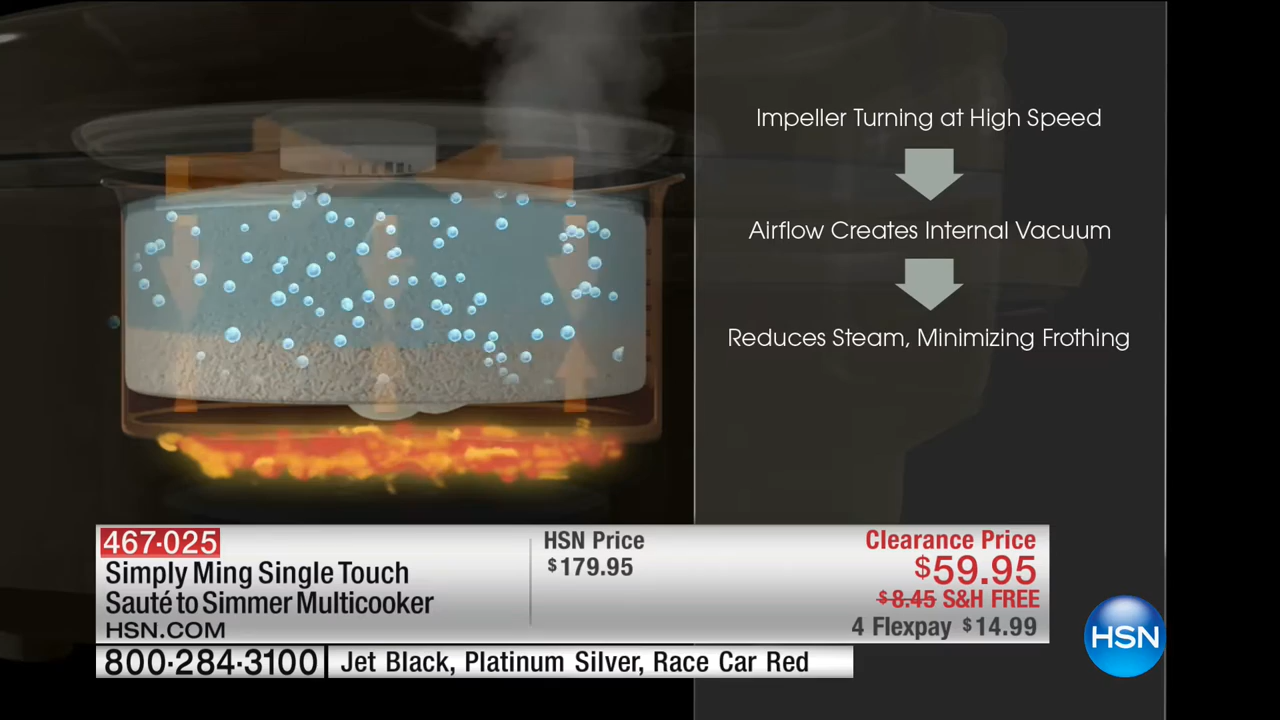 Impeller Turning at High Speed
Airflow Creates Internal Vacuum
Reduces Steam, Minimizing Frothing
467-025
Simply Ming Single Touch
Sauté to Simmer Multicooker
HSN.COM
HSN Price
$179.95
Clearance Price
$59.95
$8.45 S&H FREE
4 Flexpay $14.99
HSN
800-284-3100
Jet Black, Platinum Silver, Race Car Red